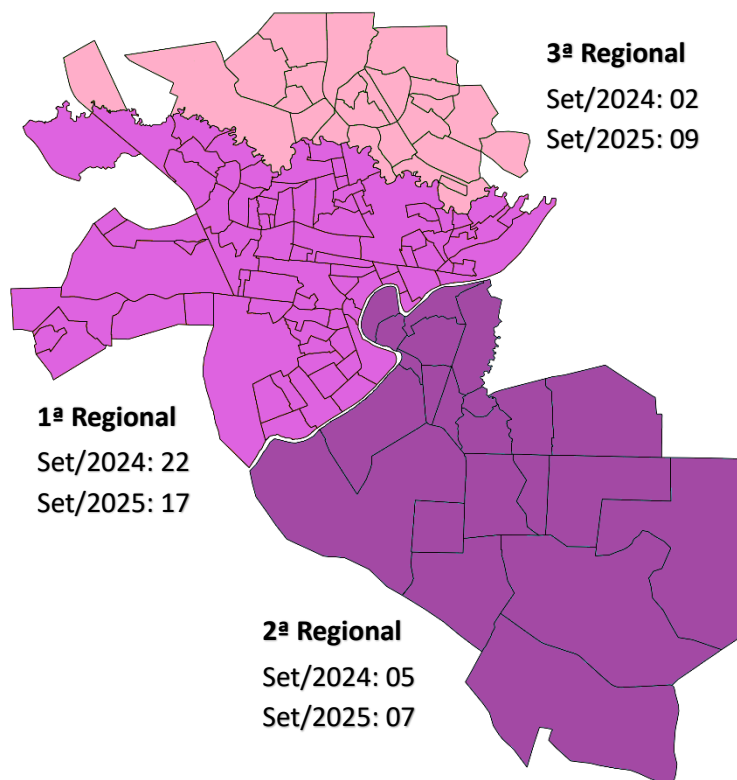 3ª Regional
Set/2024: 02
Set/2025: 09
1ª Regional
Set/2024: 22
Set/2025: 17
2ª Regional
Set/2024: 05
Set/2025: 07